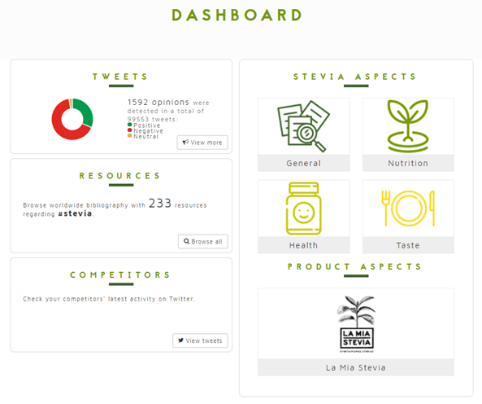 DASHBOARD
TWEETS
1592 opinions were
detected in a total of
99553 tweets:
Positive
Negative
Neutral
View more
RESOURCES
Browse worldwide bibliography with 233 resources
regarding #stevia.
Browse all
COMPETITORS
Check your competitors' latest activity on Twitter.
View tweets
STEVIA ASPECTS
General
Nutrition
Health
Taste
PRODUCT ASPECTS
LA MIA
STEVIA
La Mia Stevia